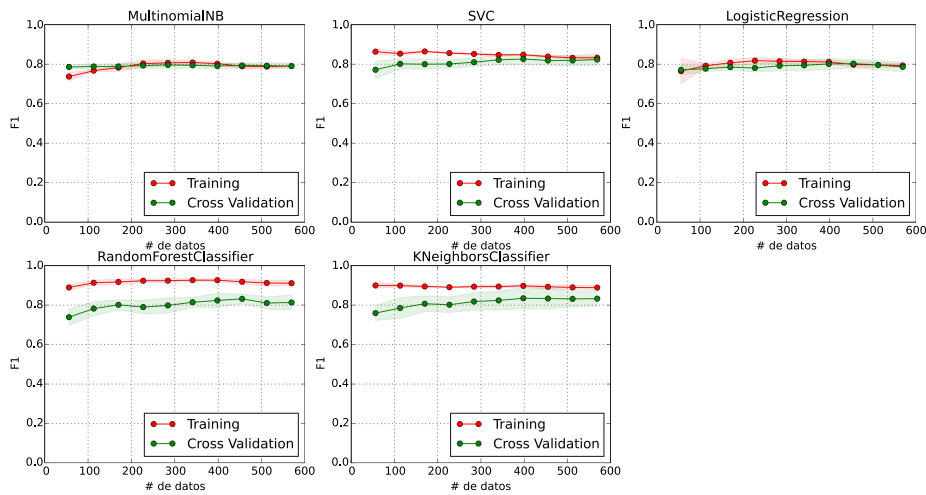 MultinomialNB
1.0
0.8
0.6
0.4
0.2
0.0
F1
0 100 200 300 400 500 600
# de datos
Training
Cross Validation
SVC
1.0
0.8
0.6
0.4
0.2
0.0
F1
0 100 200 300 400 500 600
# de datos
Training
Cross Validation
LogisticRegression
1.0
0.8
0.6
0.4
0.2
0.0
F1
0 100 200 300 400 500 600
# de datos
Training
Cross Validation
RandomForestClassifier
1.0
0.8
0.6
0.4
0.2
0.0
F1
0 100 200 300 400 500 600
# de datos
Training
Cross Validation
KNeighborsClassifier
1.0
0.8
0.6
0.4
0.2
0.0
F1
0 100 200 300 400 500 600
# de datos
Training
Cross Validation